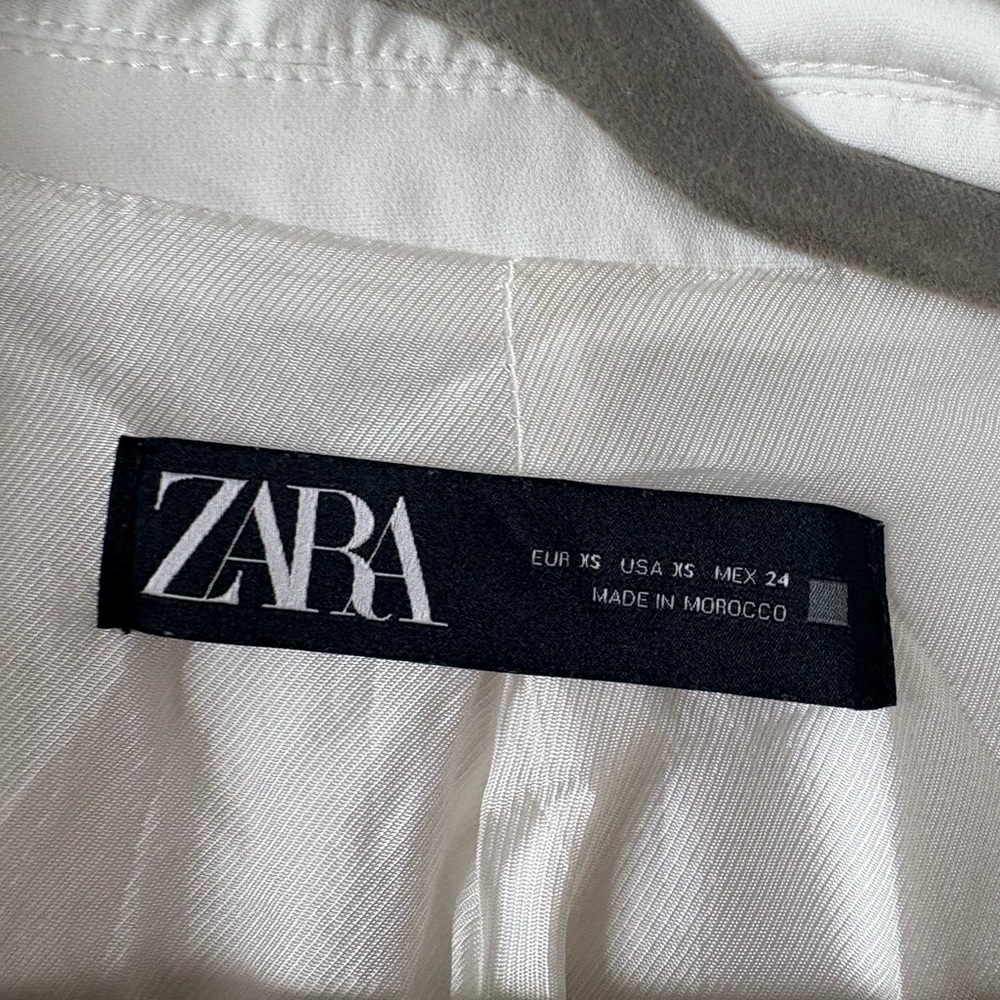 ZARA
EUR XS USA XS MEX 24
MADE IN MOROCCO